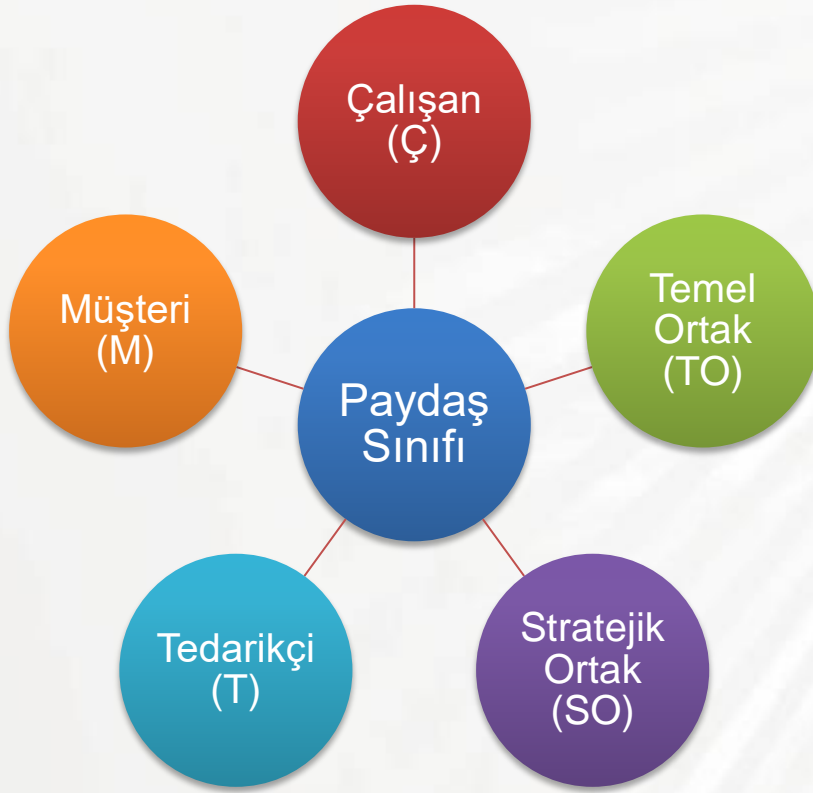 Çalışan
(Ç)
Temel
Ortak
(TO)
Stratejik
Ortak
(SO)
Tedarikçi
(T)
Müşteri
(M)
Paydaş
Sınıfı